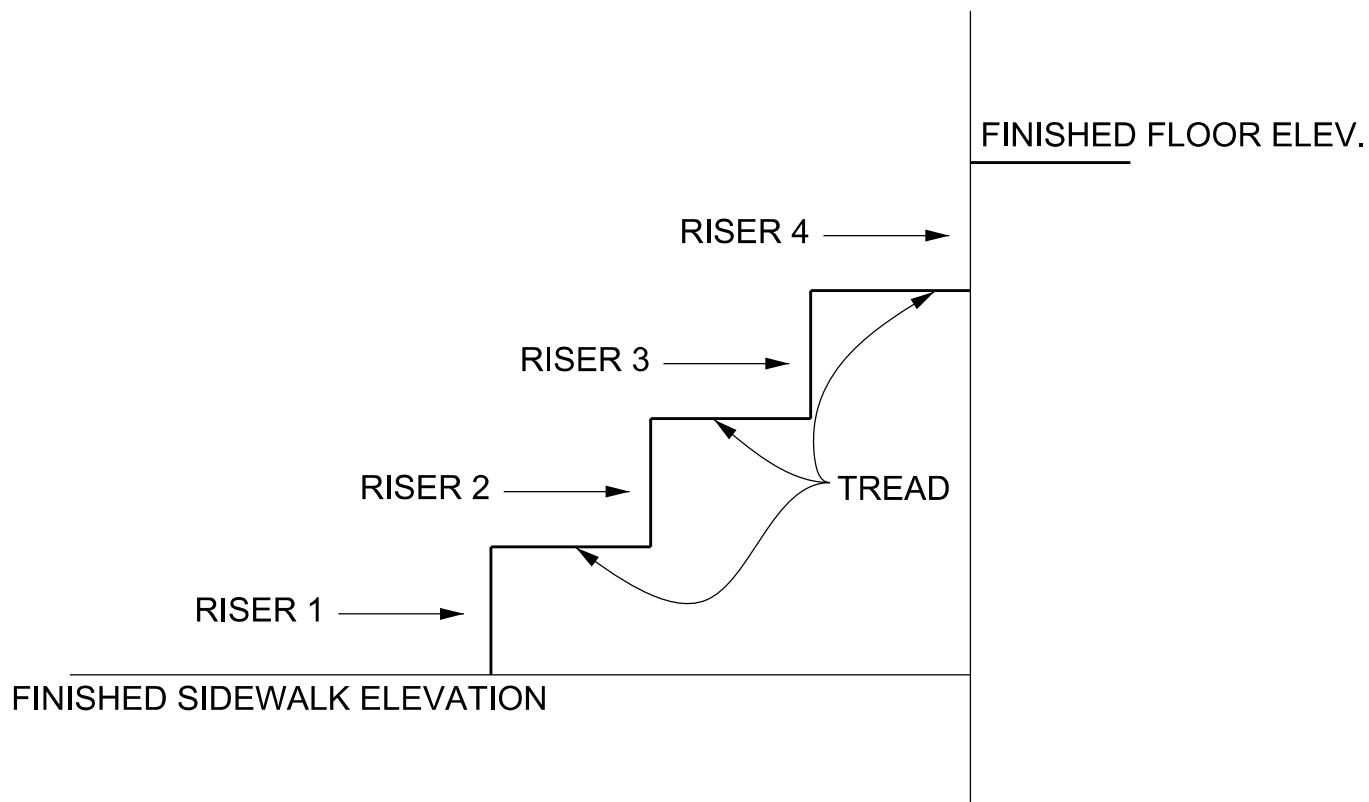 FINISHED FLOOR ELEV.
RISER 4
RISER 3
RISER 2
TREAD
RISER 1
FINISHED SIDEWALK ELEVATION